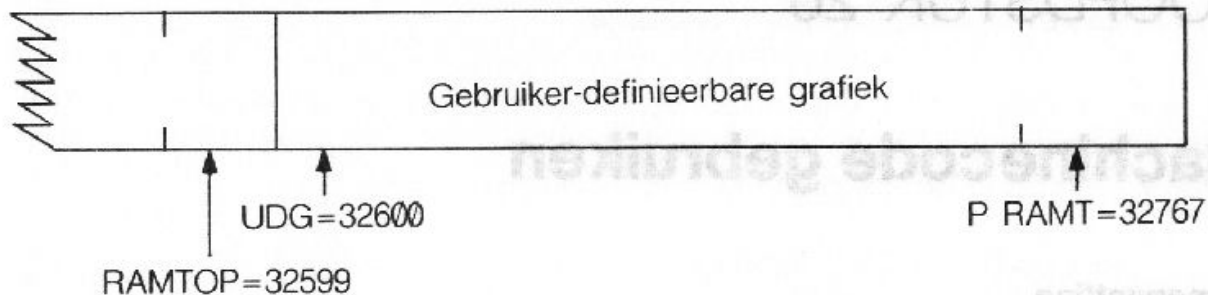 Gebruiker-definieerbare grafiek
UDG=32600
P RAMT=32767
RAMTOP=32599